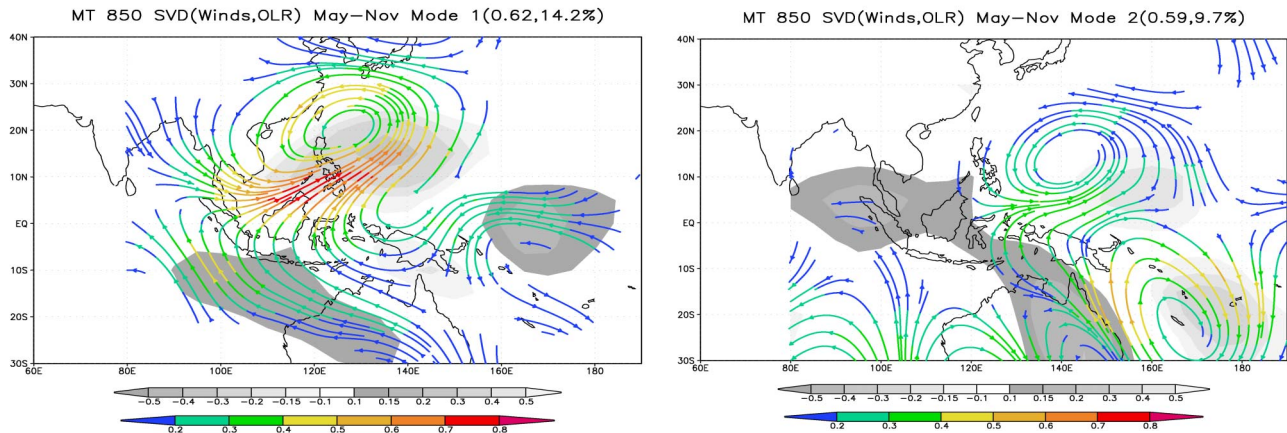 MT 850 SVD(Winds,OLR) May-Nov Mode 1(0.62,14.2%)
40N
30N
20N
10N
EQ
10S
20S
30S
60E 80E 100E 120E 140E 160E 180
-0.5 -0.3 -0.2 -0.15 -0.1 0.1 0.15 0.2 0.3 0.4 0.5
0.2 0.3 0.4 0.5 0.6 0.7 0.8
MT 850 SVD(Winds,OLR) May-Nov Mode 2(0.59,9.7%)
40N
30N
20N
10N
EQ
10S
20S
30S
60E 80E 100E 120E 140E 160E 180
-0.5 -0.4 -0.3 -0.2 -0.15 -0.1 0.1 0.15 0.2 0.3 0.4 0.5
0.2 0.3 0.4 0.5 0.6 0.7 0.8